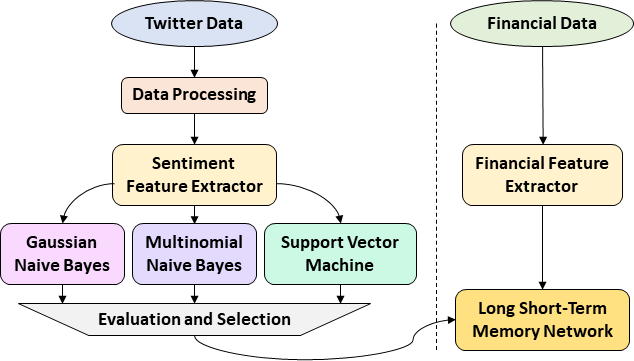 Twitter Data
Financial Data
Data Processing
Sentiment
Feature Extractor
Financial Feature
Extractor
Gaussian
Naive Bayes
Multinomial
Naive Bayes
Support Vector
Machine
Evaluation and Selection
Long Short-Term
Memory Network